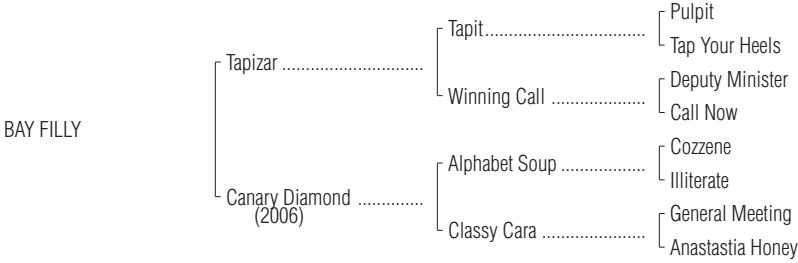 Pulpit
Tapit
Tap Your Heels
Tapizar
Deputy Minister
Winning Call
Call Now
BAY FILLY
Cozzene
Alphabet Soup
Illiterate
Canary Diamond
(2006)
General Meeting
Classy Cara
Anastastia Honey